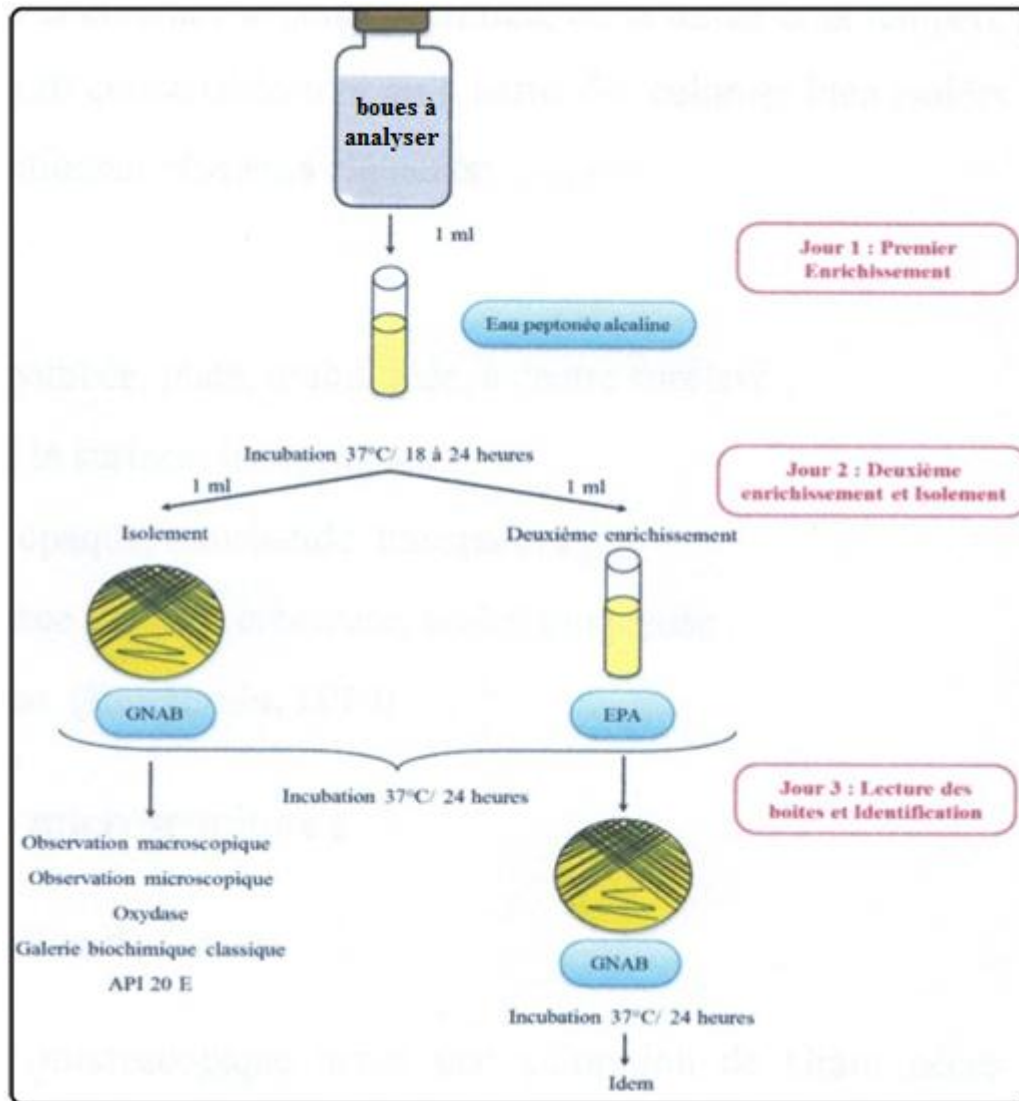 boues à
analyser
1 ml
Jour 1 : Premier
Enrichissement
Eau peptonée alcaline
Incubation 37°C/ 18 à 24 heures
Jour 2 : Deuxième
enrichissement et Isolement
1 ml
1 ml
Isolement
Deuxième enrichissement
GNAB
EPA
Incubation 37°C/ 24 heures
Jour 3 : Lecture des
boites et Identification
Observation macroscopique
Observation microscopique
Oxydase
Galerie biochimique classique
API 20 E
GNAB
Incubation 37°C/ 24 heures
Idem